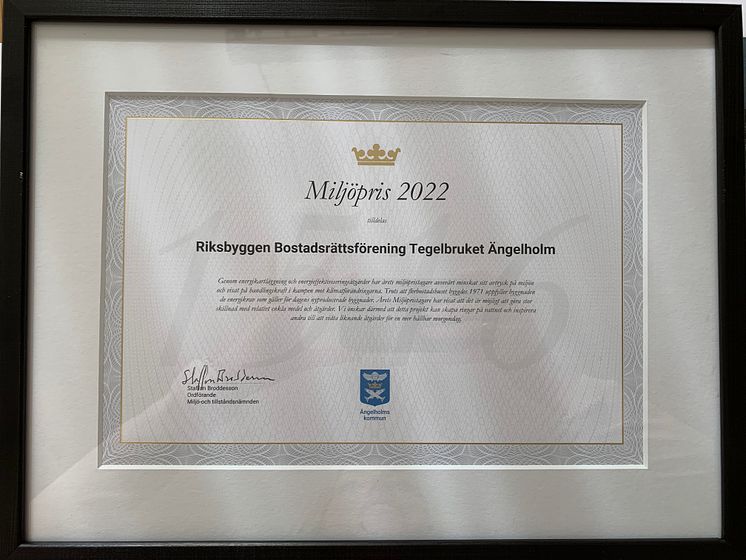 Miljöpris 2022
tilldelas
Riksbyggen Bostadsrättsförening Tegelbruket Ängelholm
Genom energikartläggning och energieffektiviseringsåtgärder har årets miljöpristagare avsevärt minskat sitt avtryck på miljön
och visat på handlingskraft i kampen mot klimatförändringarna. Trots att flerbostadshuset byggdes 1971 uppfyller byggnaden
de energikrav som gäller för dagens nyproducerade byggnader. Årets Miljöpristagare har visat att det är möjligt att göra stor
skillnad med relativt enkla medel och åtgärder. Vi önskar därmed att detta projekt kan skapa ringar på vattnet och inspirera
andra till att vidta liknande åtgärder för en mer hållbar morgondag.
Staffan Broddesson
Staffan Broddesson
Ordförande
Miljö-och tillståndsnämnden
Ängelholms
kommun